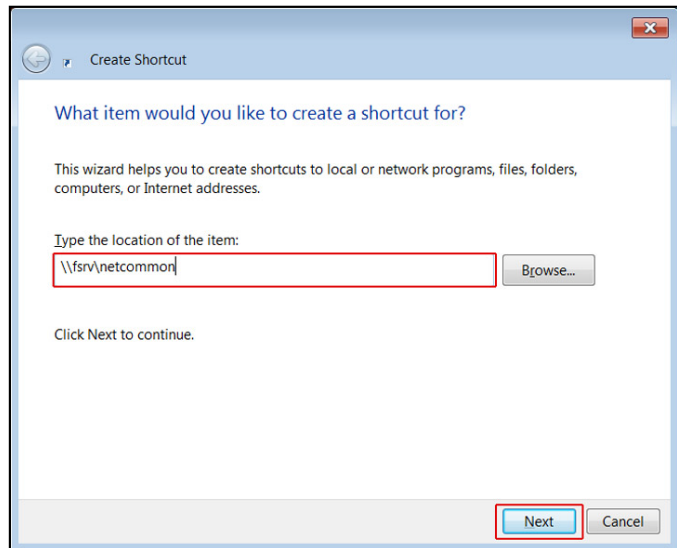 Create Shortcut
What item would you like to create a shortcut for?
This wizard helps you to create shortcuts to local or network programs, files, folders,
computers, or Internet addresses.
Type the location of the item:
\\fsrv\netcommon
Browse...
Click Next to continue.
Next
Cancel